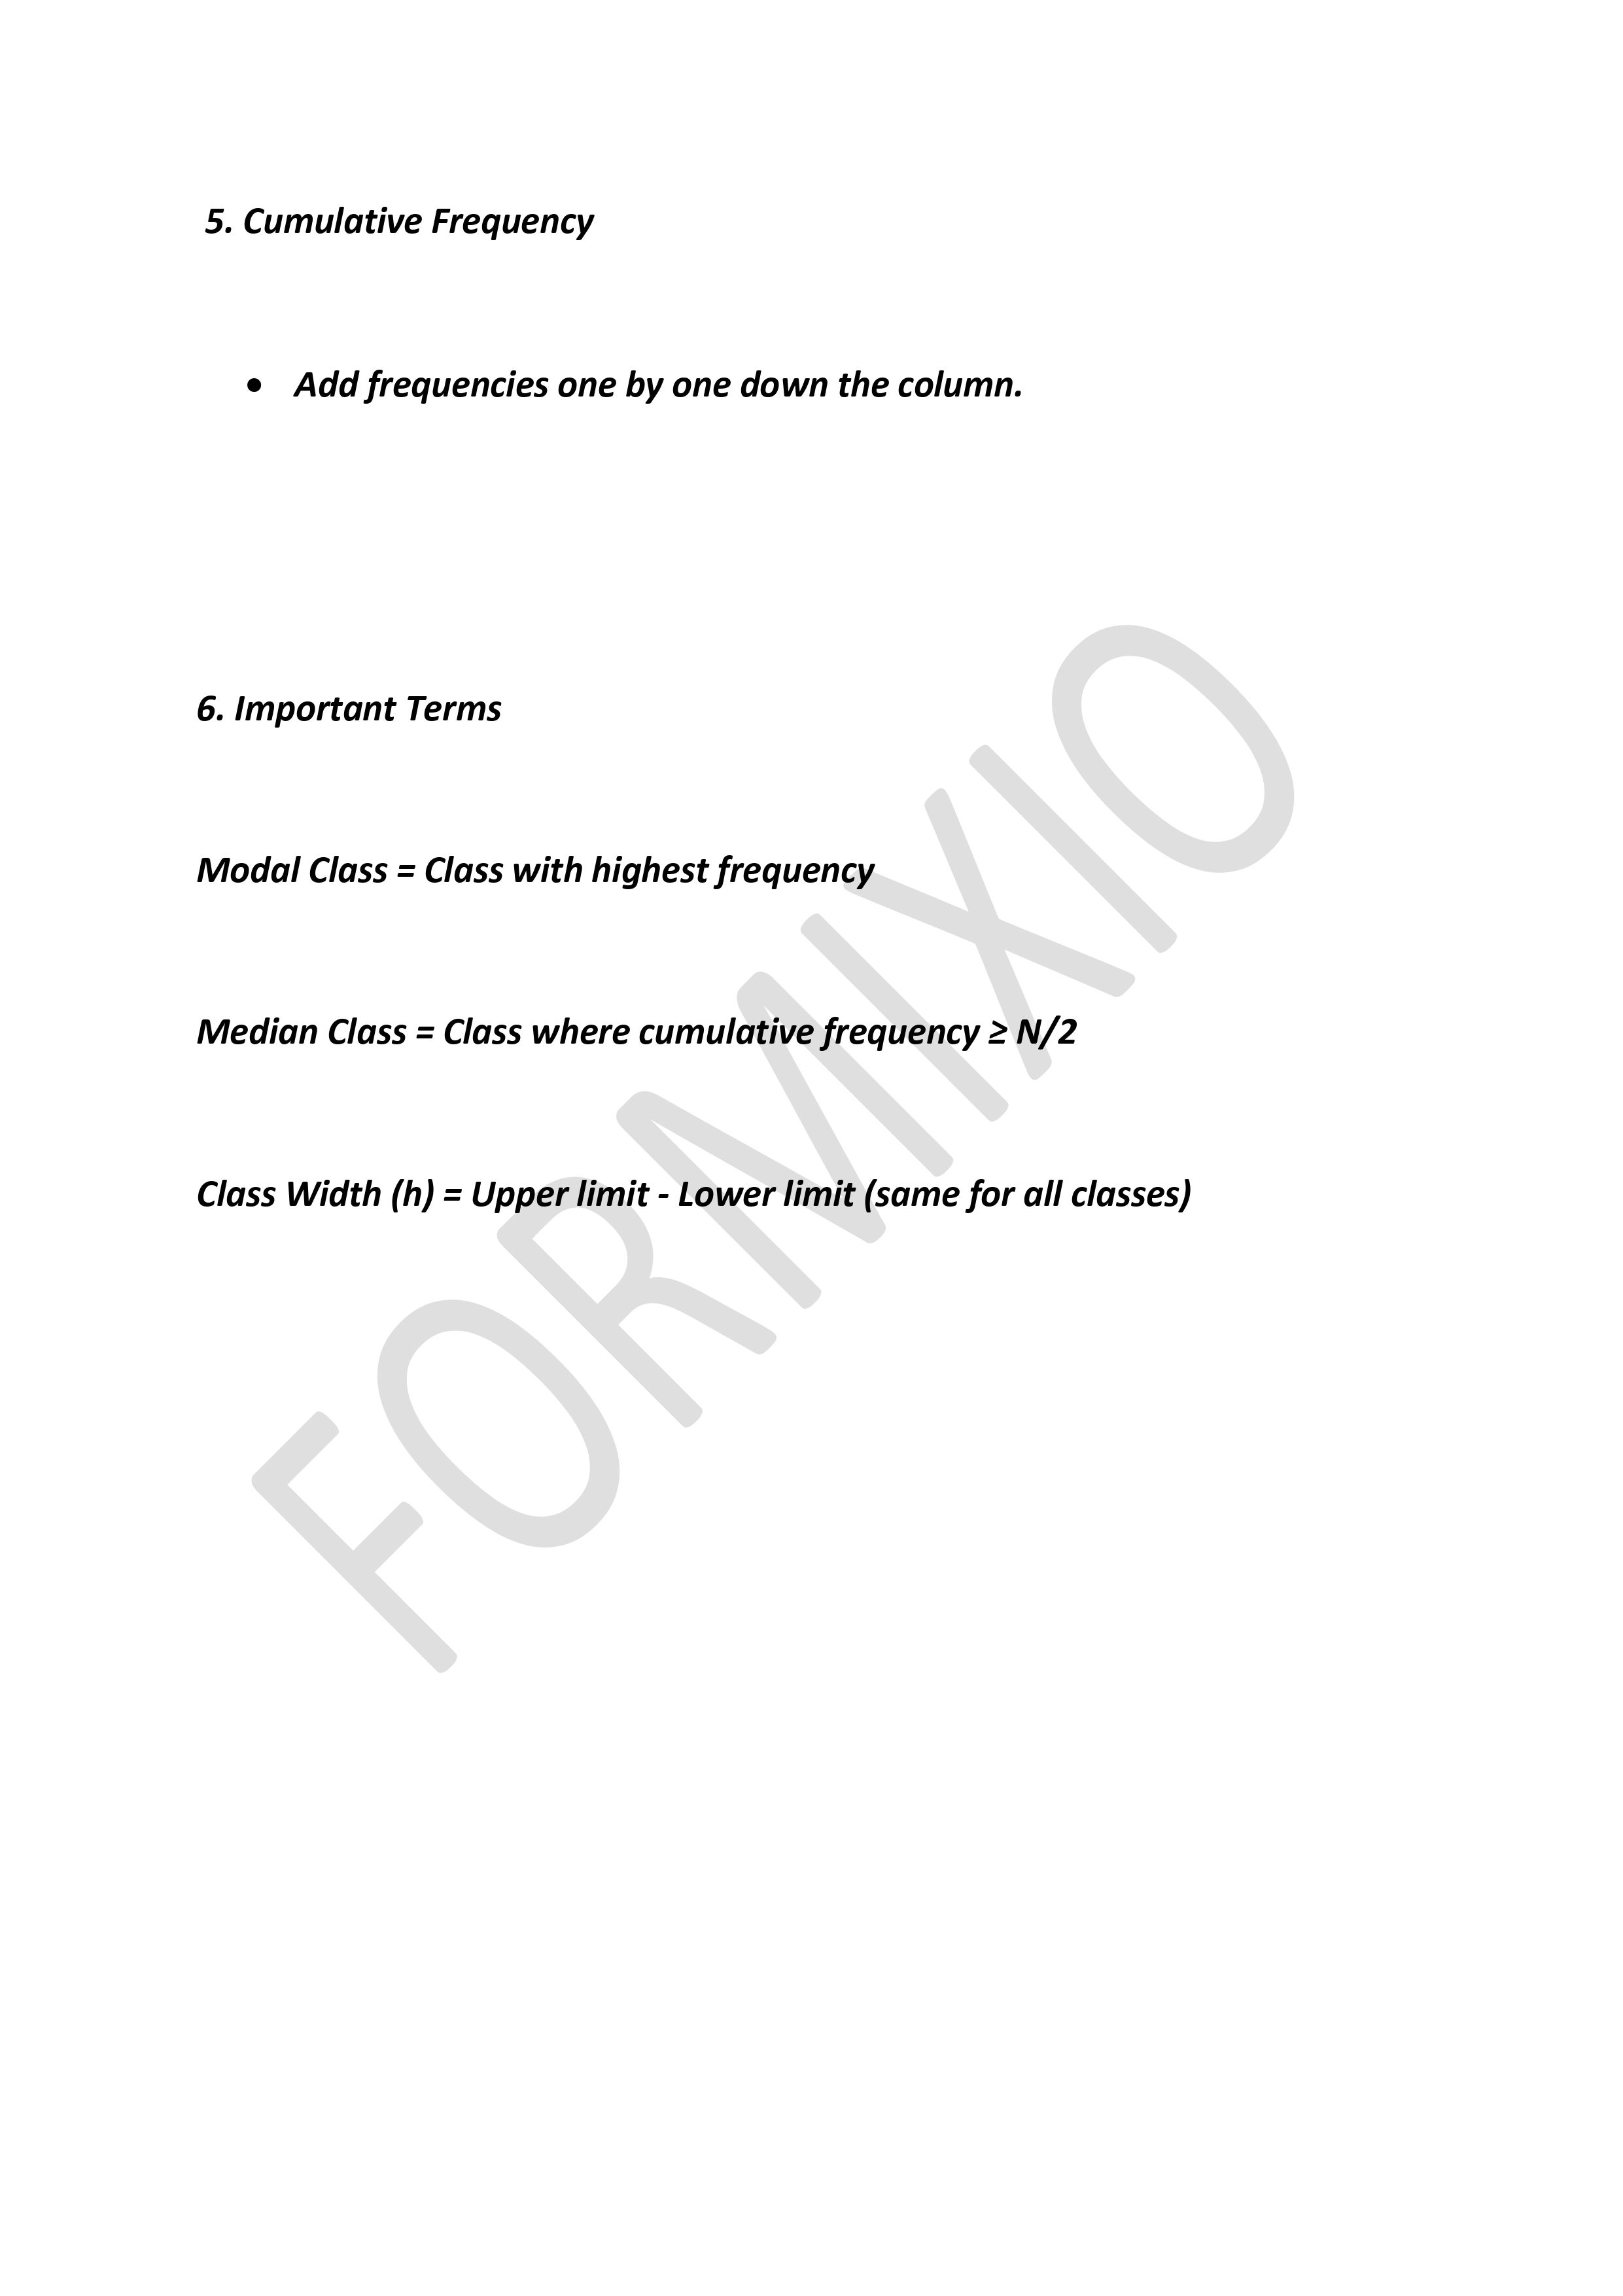 5. Cumulative Frequency
• Add frequencies one by one down the column.
6. Important Terms
Modal Class = Class with highest frequency
Median Class = Class where cumulative frequency ≥ N/2
Class Width (h) = Upper limit - Lower limit (same for all classes)
FORMIXIO